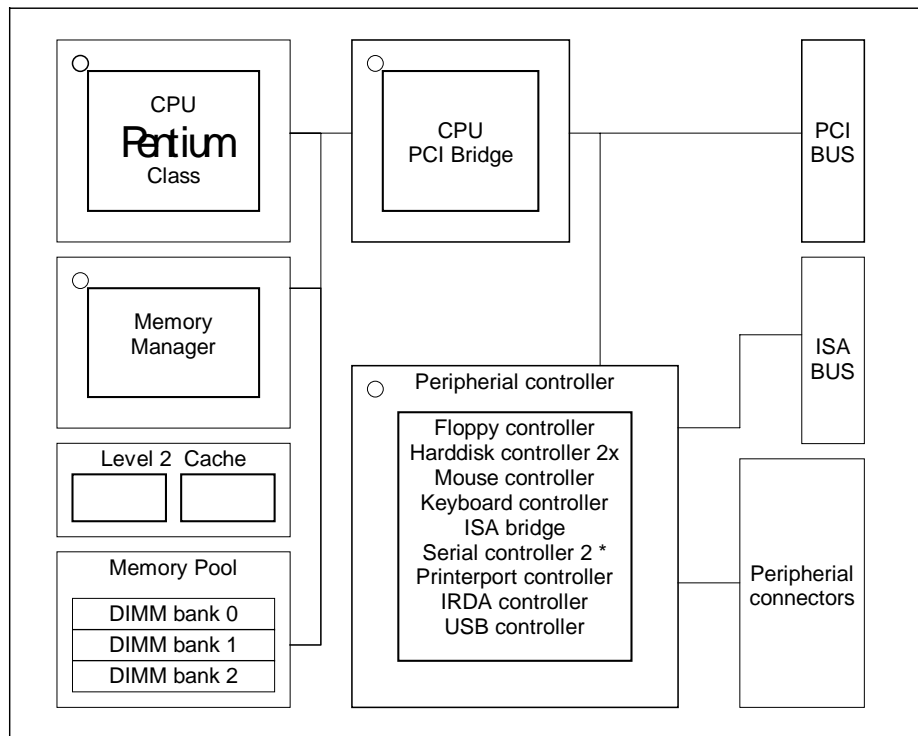 CPU
Pentium
Class
CPU
PCI Bridge
PCI
BUS
Memory
Manager
ISA
BUS
Peripherial controller
Floppy controller
Harddisk controller 2x
Mouse controller
Keyboard controller
ISA bridge
Serial controller 2 *
Printerport controller
IRDA controller
USB controller
Level 2 Cache
Memory Pool
DIMM bank 0
DIMM bank 1
DIMM bank 2
Peripherial
connectors